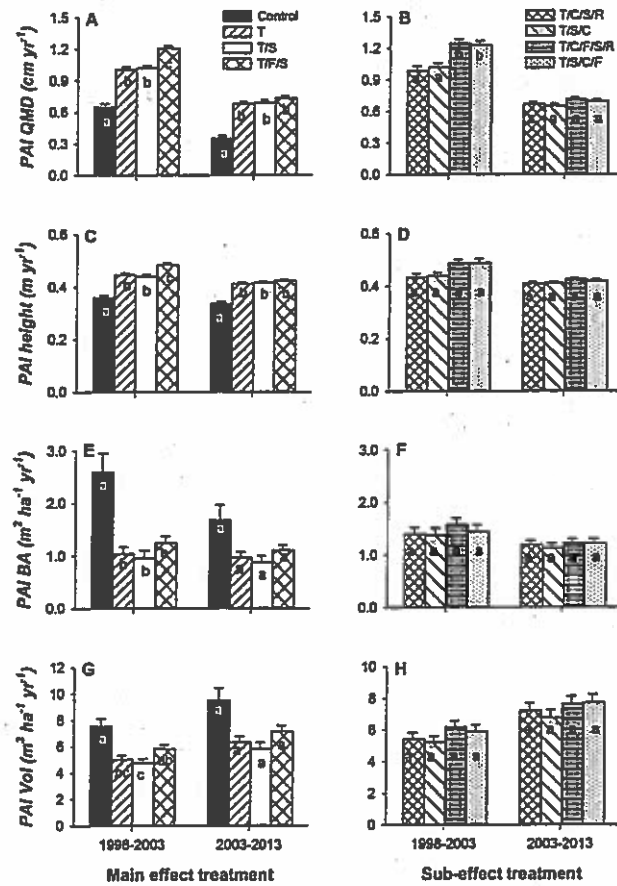 A
Control
T
T/S
T/F/S
PAI QMD (cm yr⁻¹)
1.5
1.2
0.9
0.6
0.3
0.0
a b b c
a b b b
B
T/C/S/R
T/S/C
T/C/F/S/R
T/S/C/F
1.5
1.2
0.9
0.6
0.3
0.0
a b
a a a
C
PAI height (m yr⁻¹)
0.6
0.4
0.2
0.0
a b b c
a b b b
D
0.6
0.4
0.2
0.0
a a a
a a a
E
PAI BA (m² ha⁻¹ yr⁻¹)
3.0
2.0
1.0
0.0
a b b
a a a
F
3.0
2.0
1.0
0.0
a a a
a a a
G
PAI Vol (m³ ha⁻¹ yr⁻¹)
12
10
8
6
4
2
0
a c
a a a
1998-2003
2003-2013
Main effect treatment
H
10
8
6
4
2
0
a a a
a a a
1998-2003
2003-2013
Sub-effect treatment